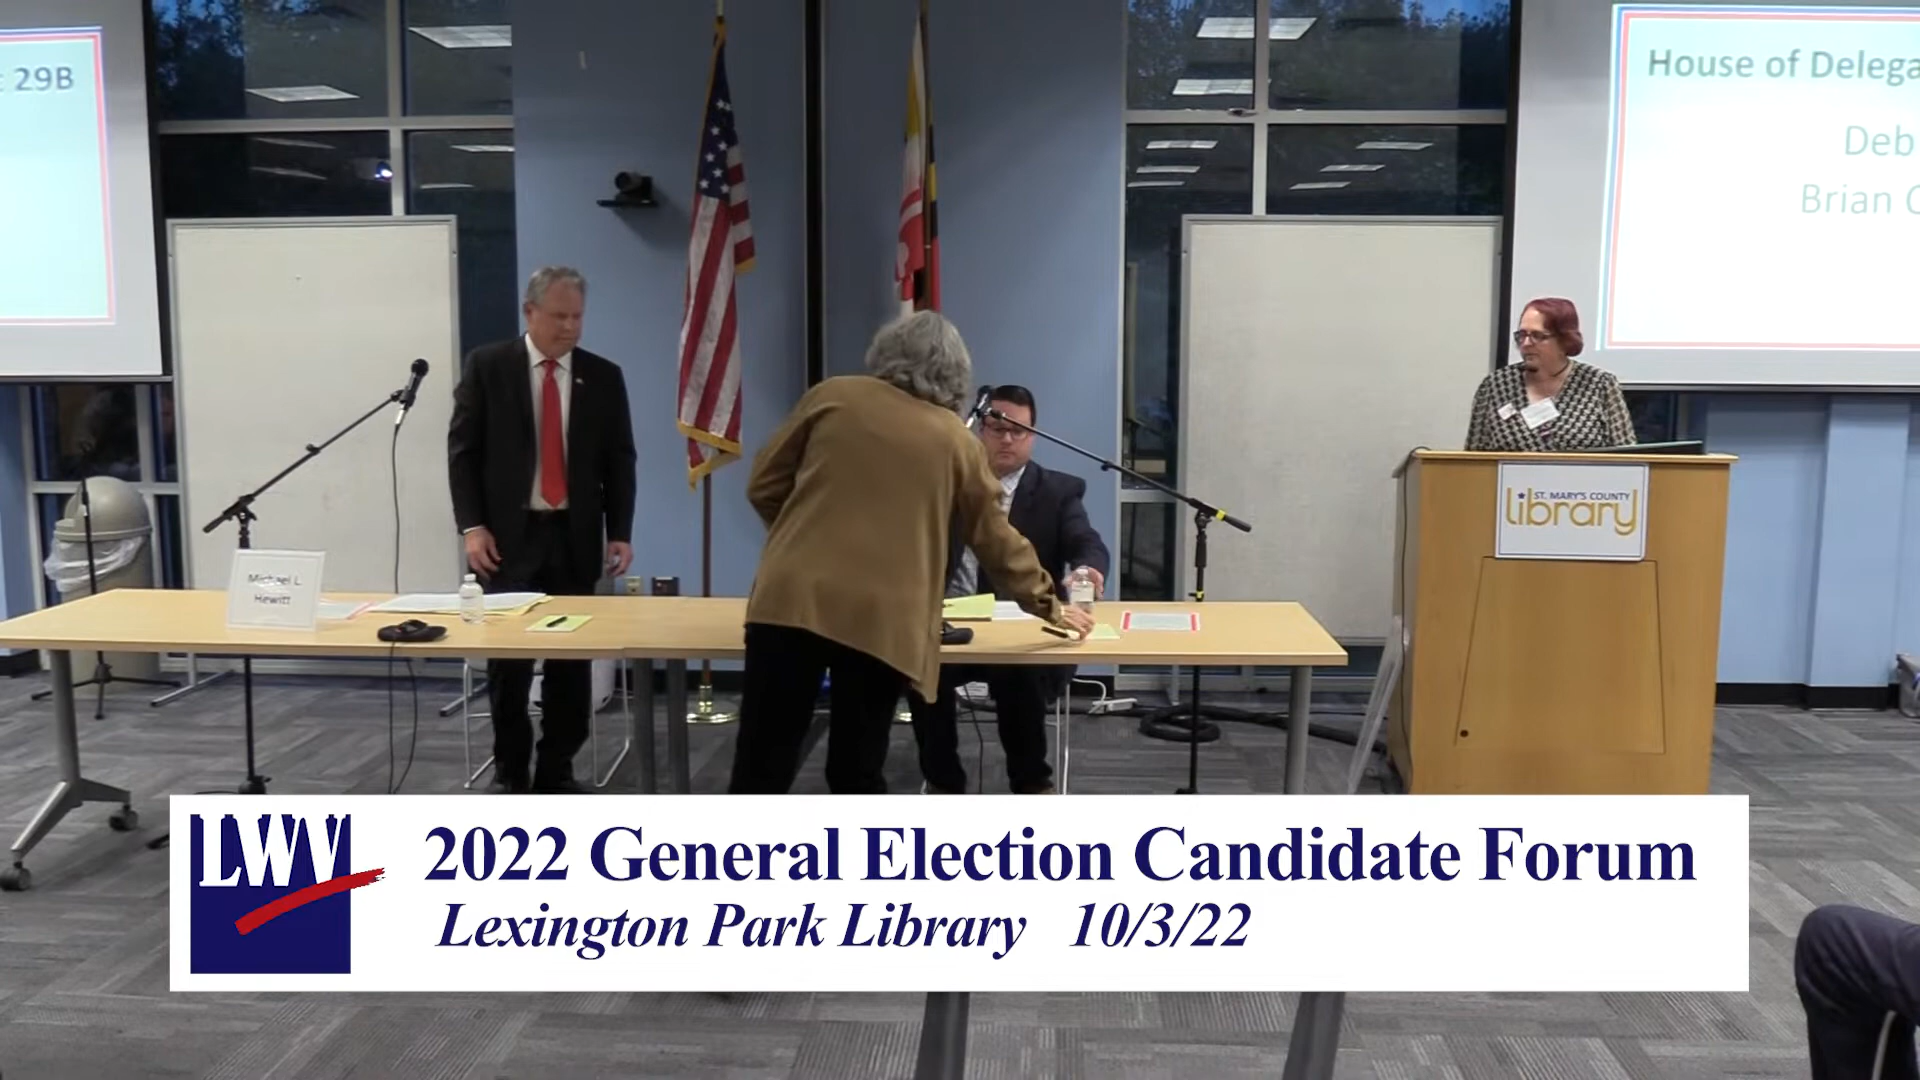 29B
House of Delega
Deb
Brian
Michael L.
Hewitt
ST. MARY'S COUNTY
library
LWV
2022 General Election Candidate Forum
Lexington Park Library 10/3/22